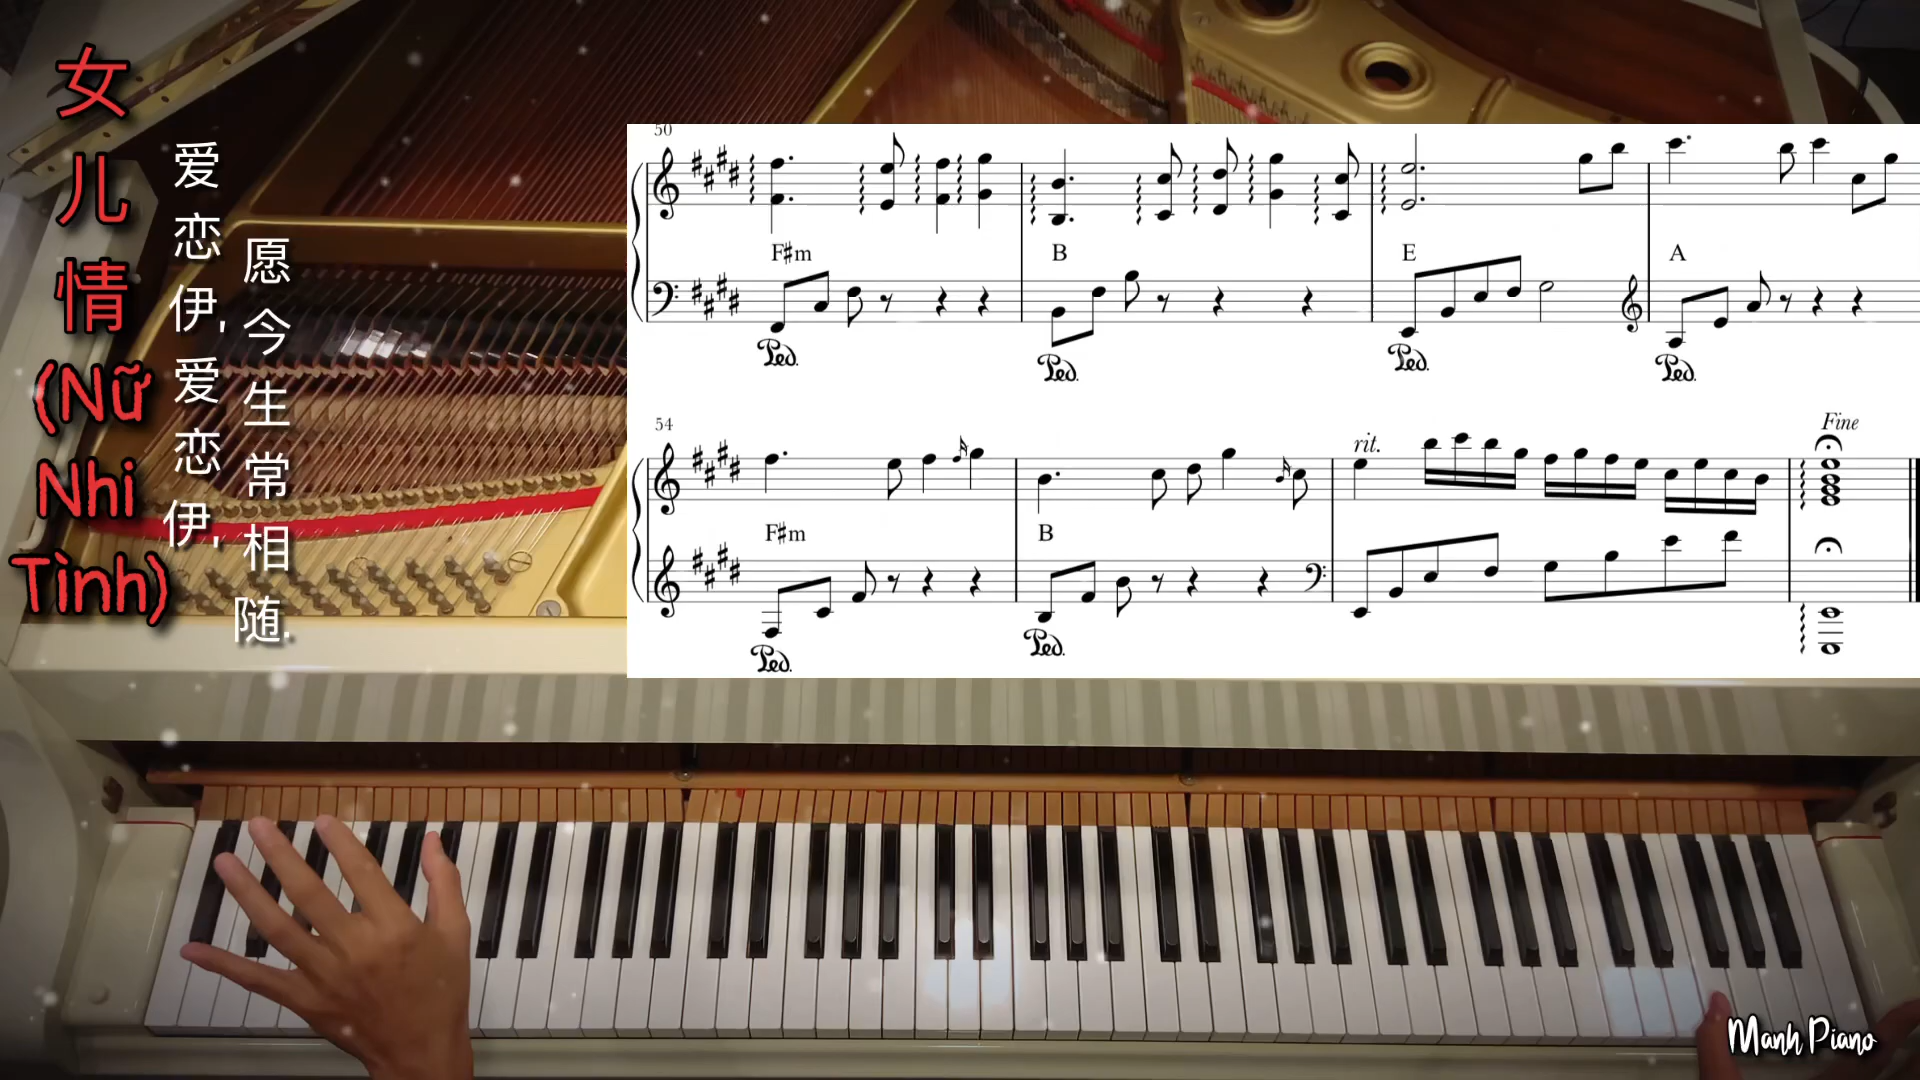 女儿情
(Nữ
Nhi
Tình)
爱恋伊,爱恋伊,
愿今生常相随.
50
F♯m
B
E
A
Ped.
Ped.
Ped.
Ped.
54
rit.
Fine
F♯m
B
Ped.
Ped.
Manh Piano